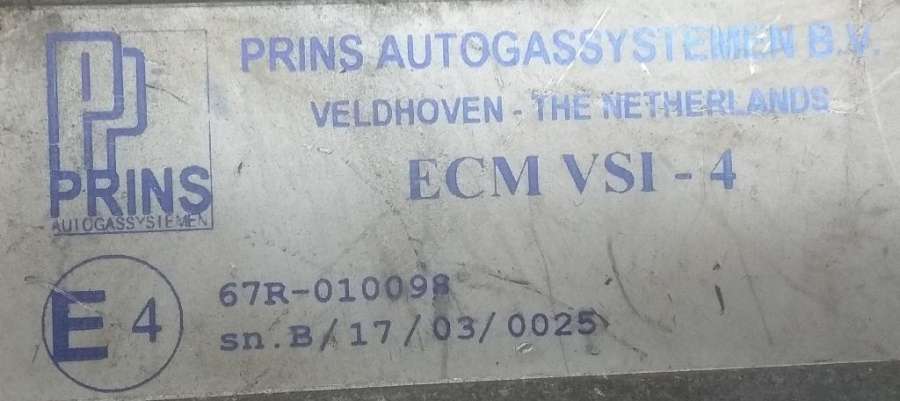 PRINS AUTOGASSYSTEMEN B.V.
VELDHOVEN - THE NETHERLANDS
ECM VSI - 4
PRINS
AUTOGASSYSTEMEN
E 4
67R-010098
sn.B/17/03/0025